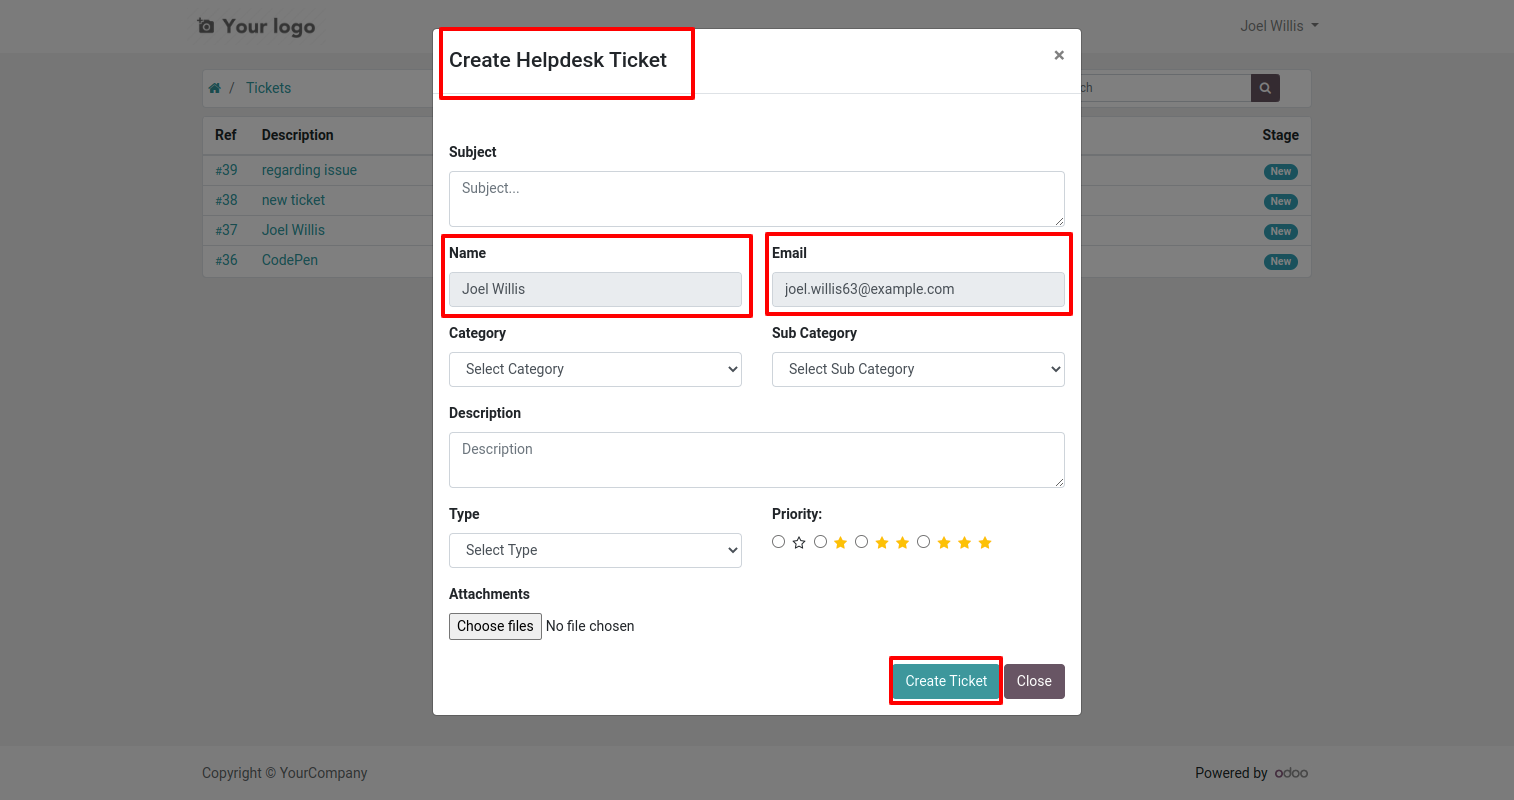 Your logo
Joel Willis
Create Helpdesk Ticket
×
/ Tickets
Ref Description Stage
#39 regarding issue New
#38 new ticket New
#37 Joel Willis New
#36 CodePen New
Subject
Subject...
Name Email
Joel Willis joel.willis63@example.com
Category Sub Category
Select Category Select Sub Category
Description
Description
Type Priority:
Select Type
Attachments
Choose files No file chosen
Create Ticket Close
Copyright © YourCompany Powered by odoo